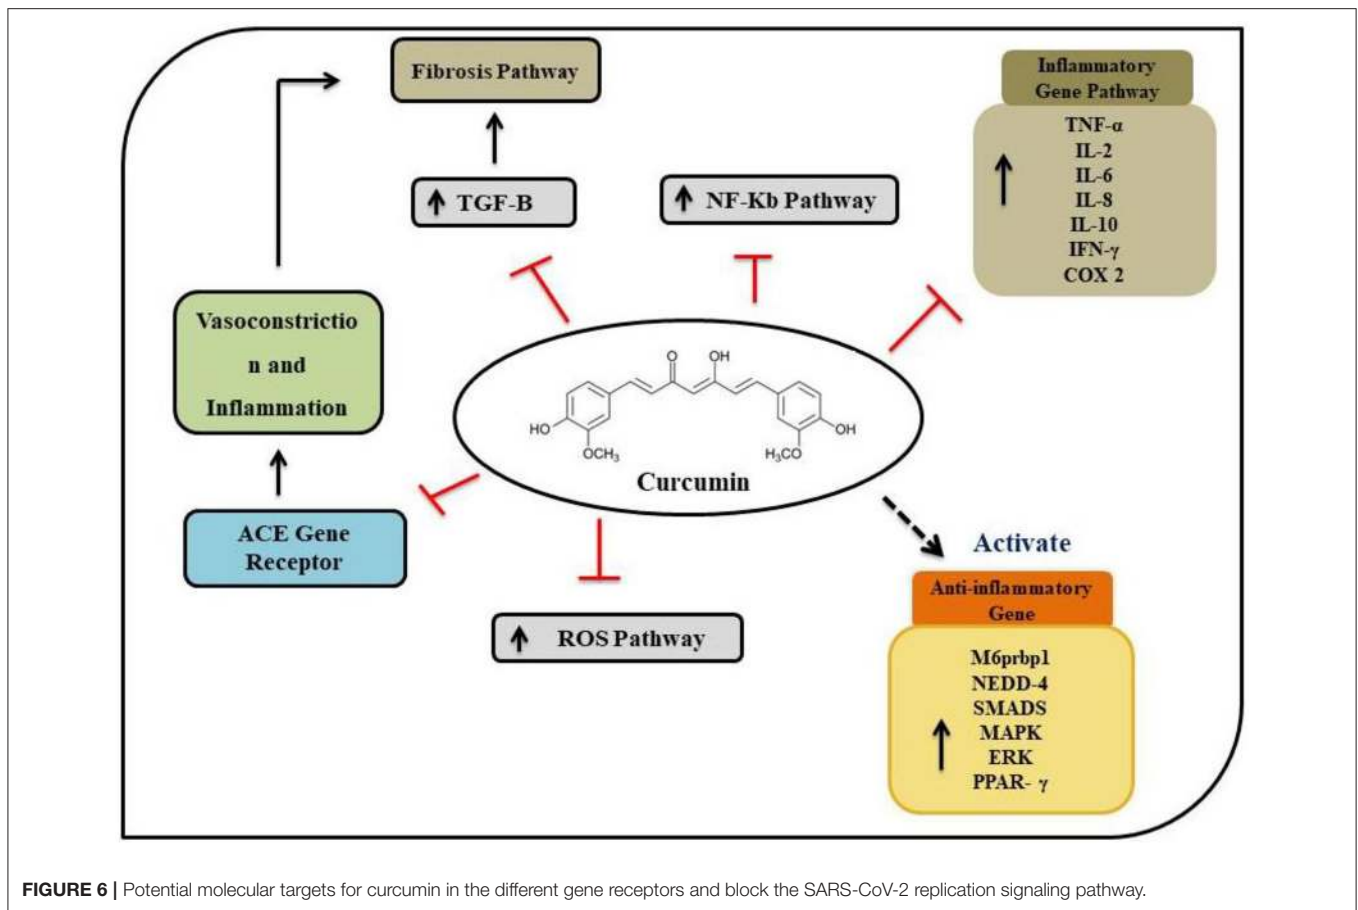 Fibrosis Pathway
Inflammatory
Gene Pathway
TNF-α
IL-2
IL-6
IL-8
IL-10
IFN-γ
COX 2
TGF-B
NF-Kb Pathway
Vasoconstrictio
n and
Inflammation
O
OH
HO
OCH₃
H₃CO
OH
Curcumin
ACE Gene
Receptor
Activate
Anti-inflammatory
Gene
M6prbp1
NEDD-4
SMADS
MAPK
ERK
PPAR- γ
ROS Pathway
FIGURE 6 | Potential molecular targets for curcumin in the different gene receptors and block the SARS-CoV-2 replication signaling pathway.